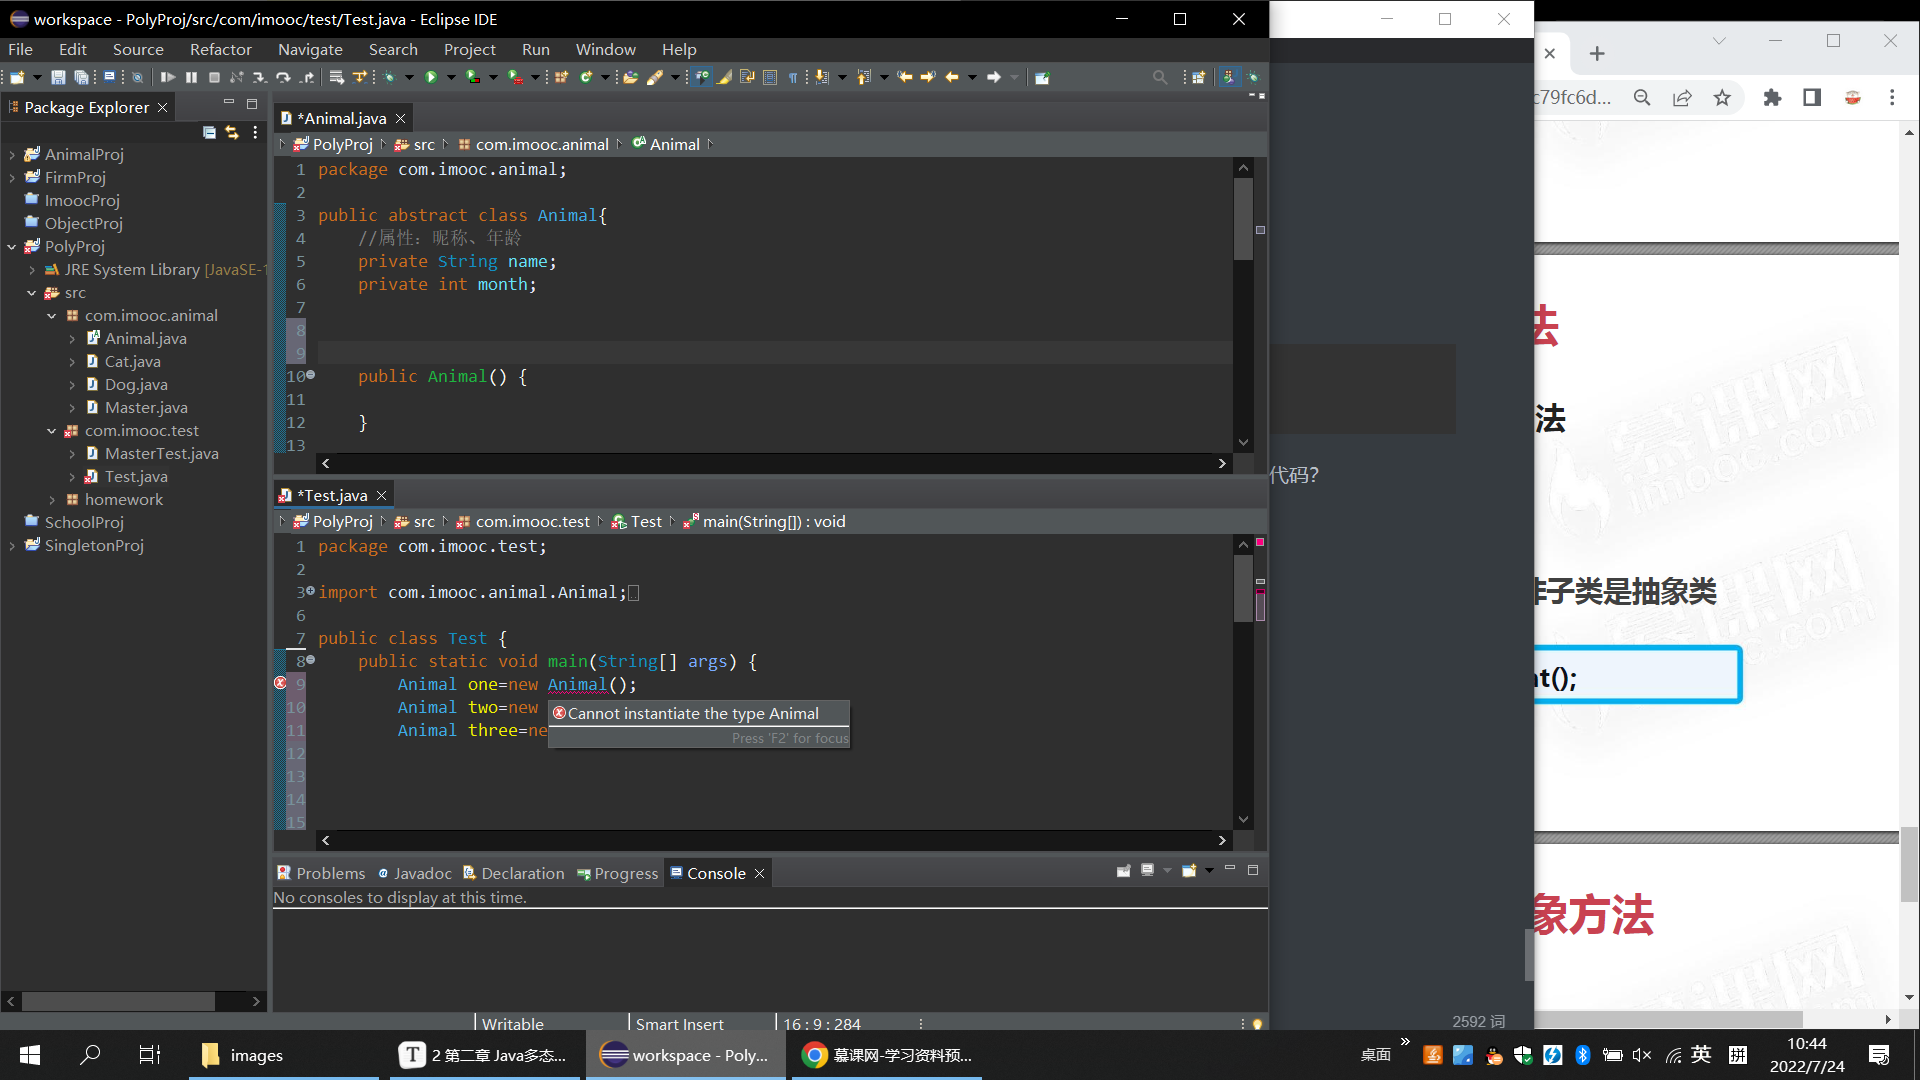 workspace - PolyProj/src/com/imooc/test/Test.java - Eclipse IDE
File Edit Source Refactor Navigate Search Project Run Window Help
Package Explorer
AnimalProj
FirmProj
ImoocProj
ObjectProj
PolyProj
JRE System Library [JavaSE-1
src
com.imooc.animal
Animal.java
Cat.java
Dog.java
Master.java
com.imooc.test
MasterTest.java
Test.java
homework
SchoolProj
SingletonProj
*Animal.java
PolyProj src com.imooc.animal Animal
1 package com.imooc.animal;
2
3 public abstract class Animal{
4 //属性：昵称、年龄
5 private String name;
6 private int month;
7
8
9
10 public Animal() {
11
12 }
13
*Test.java
PolyProj src com.imooc.test Test main(String[]) : void
1 package com.imooc.test;
2
3 import com.imooc.animal.Animal;
6
7 public class Test {
8 public static void main(String[] args) {
9 Animal one=new Animal();
10 Animal two=new
11 Animal three=ne
12
13
14
15
Cannot instantiate the type Animal
Press 'F2' for focus
Problems Javadoc Declaration Progress Console
No consoles to display at this time.
Writable Smart Insert 16 : 9 : 284
代码?
2592 词
c79fc6d...
法
法
非子类是抽象类
nt();
象方法
慕课网
imooc.com
images
2 第二章 Java多态...
workspace - Poly...
慕课网-学习资料预...
桌面
英
拼
10:44
2022/7/24